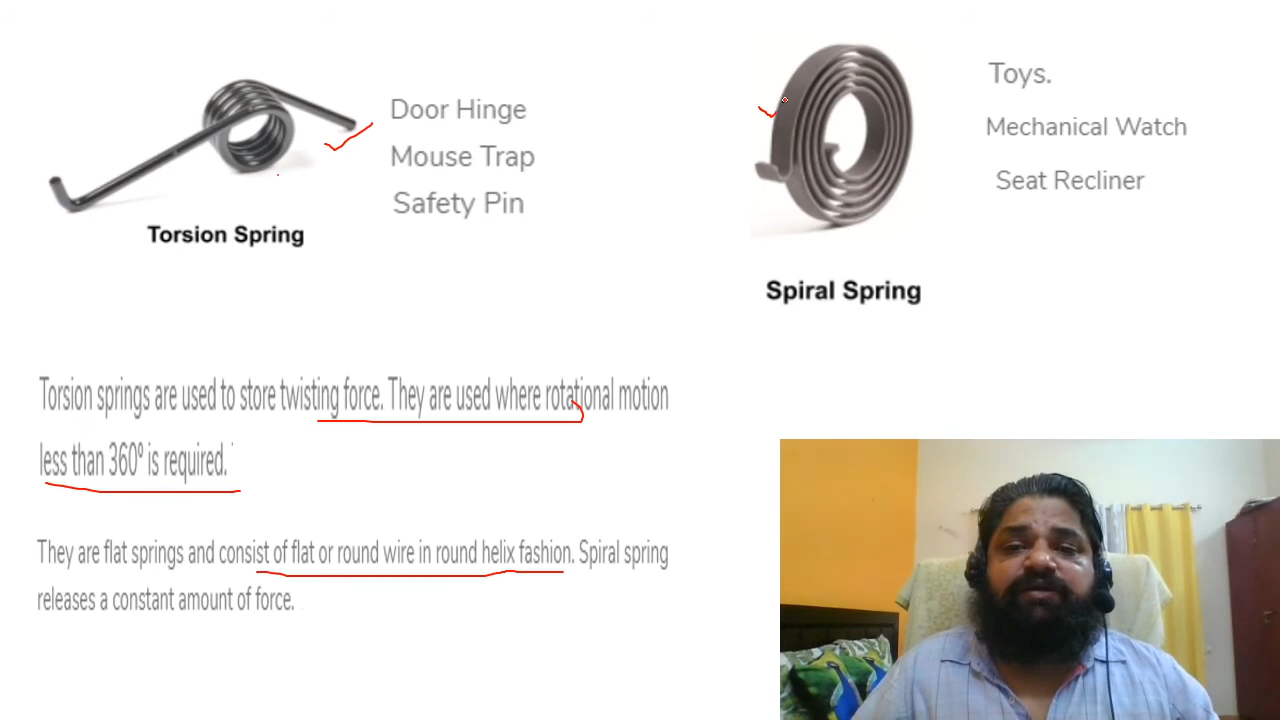 Door Hinge
Mouse Trap
Safety Pin
Torsion Spring
Toys.
Mechanical Watch
Seat Recliner
Spiral Spring
Torsion springs are used to store twisting force. They are used where rotational motion
less than 360º is required.
They are flat springs and consist of flat or round wire in round helix fashion. Spiral spring
releases a constant amount of force.